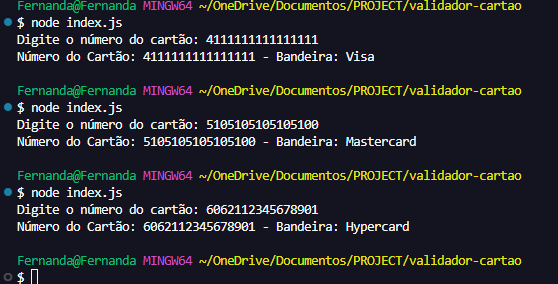 Fernanda@Fernanda MINGW64 ~/OneDrive/Documentos/PROJECT/validador-cartao
$ node index.js
Digite o número do cartão: 4111111111111111
Número do Cartão: 4111111111111111 - Bandeira: Visa
Fernanda@Fernanda MINGW64 ~/OneDrive/Documentos/PROJECT/validador-cartao
$ node index.js
Digite o número do cartão: 5105105105105100
Número do Cartão: 5105105105105100 - Bandeira: Mastercard
Fernanda@Fernanda MINGW64 ~/OneDrive/Documentos/PROJECT/validador-cartao
$ node index.js
Digite o número do cartão: 6062112345678901
Número do Cartão: 6062112345678901 - Bandeira: Hypercard
Fernanda@Fernanda MINGW64 ~/OneDrive/Documentos/PROJECT/validador-cartao
$